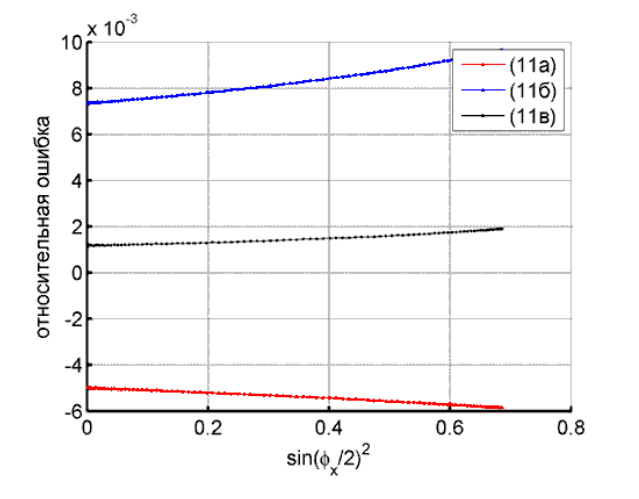 x 10⁻³
10
8
6
4
2
0
-2
-4
-6
0 0.2 0.4 0.6 0.8
относительная ошибка
sin(ϕₓ/2)²
(11а)
(11б)
(11в)